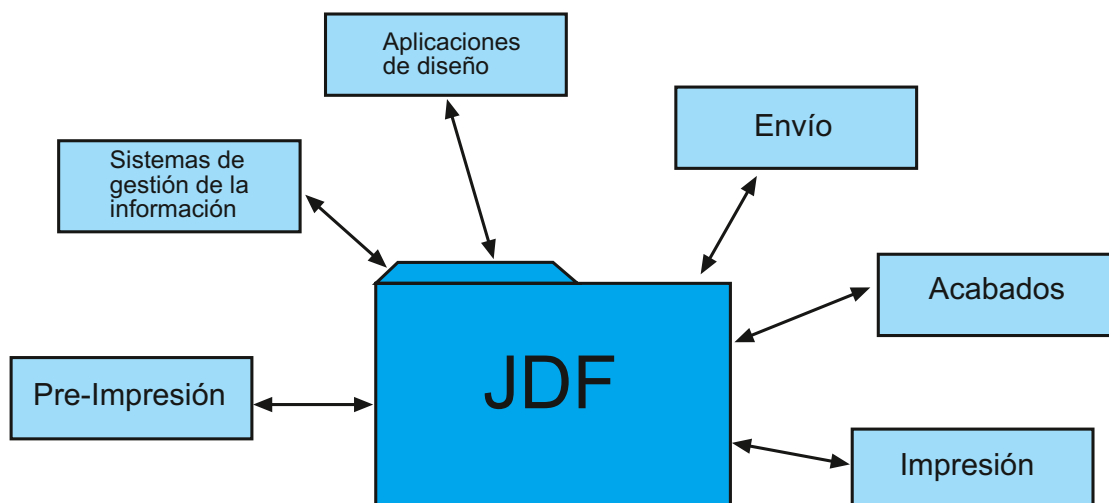 Aplicaciones
de diseño
Envío
Sistemas de
gestión de la
información
Acabados
JDF
Pre-Impresión
Impresión